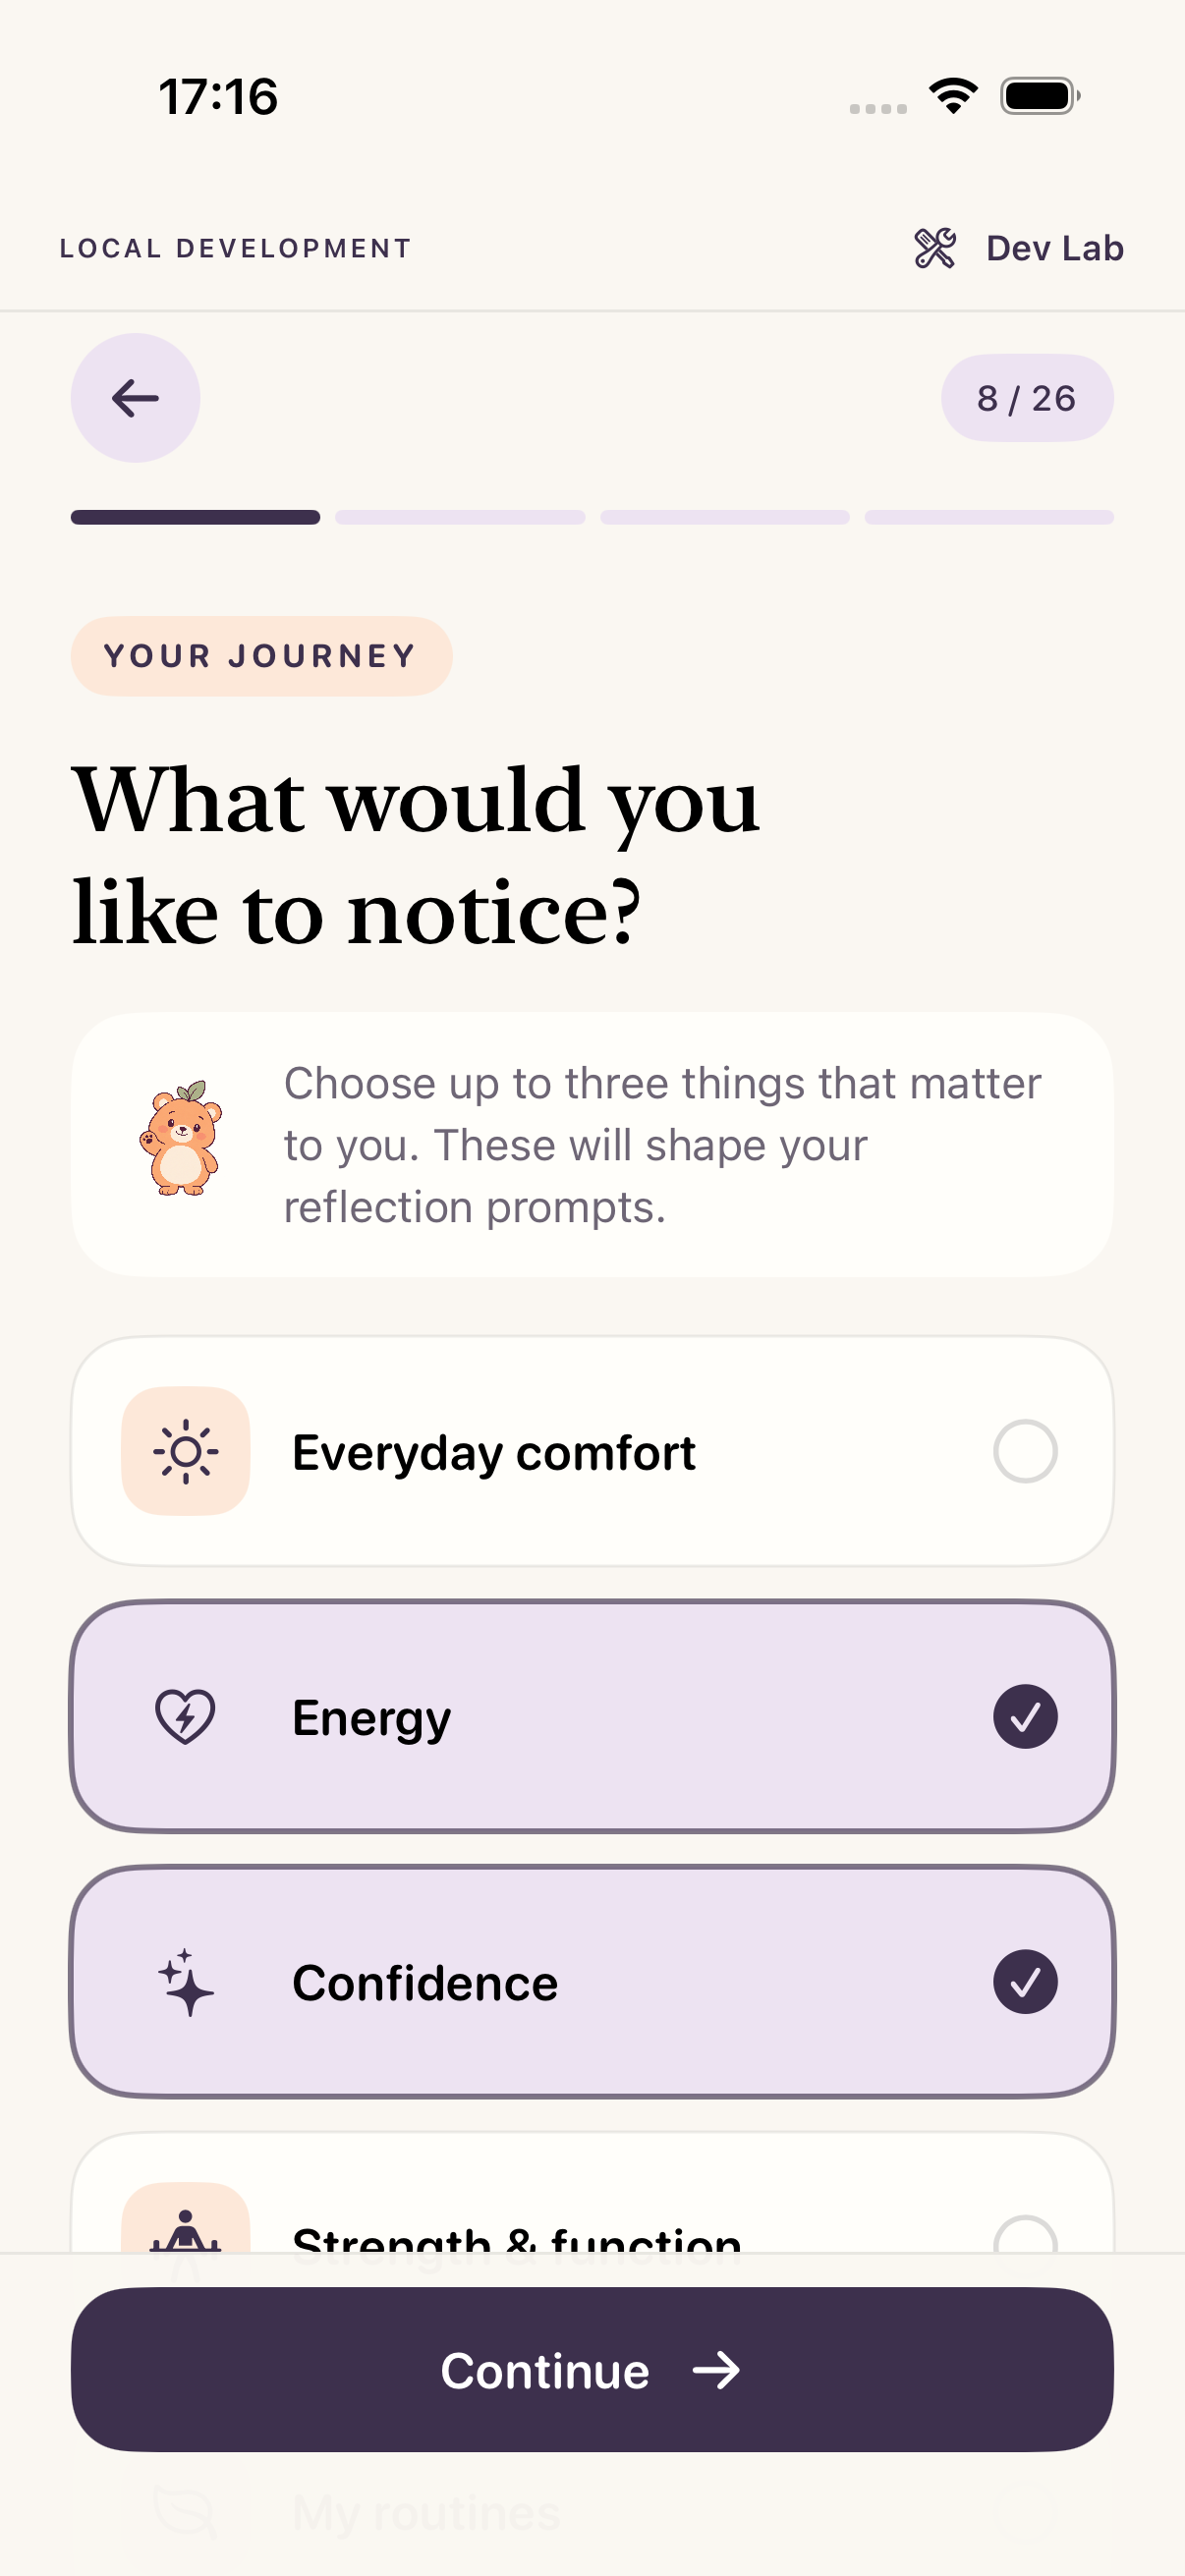 17:16
LOCAL DEVELOPMENT
Dev Lab
8 / 26
YOUR JOURNEY
What would you
like to notice?
Choose up to three things that matter
to you. These will shape your
reflection prompts.
Everyday comfort
Energy
Confidence
Strength & function
Continue
My routines